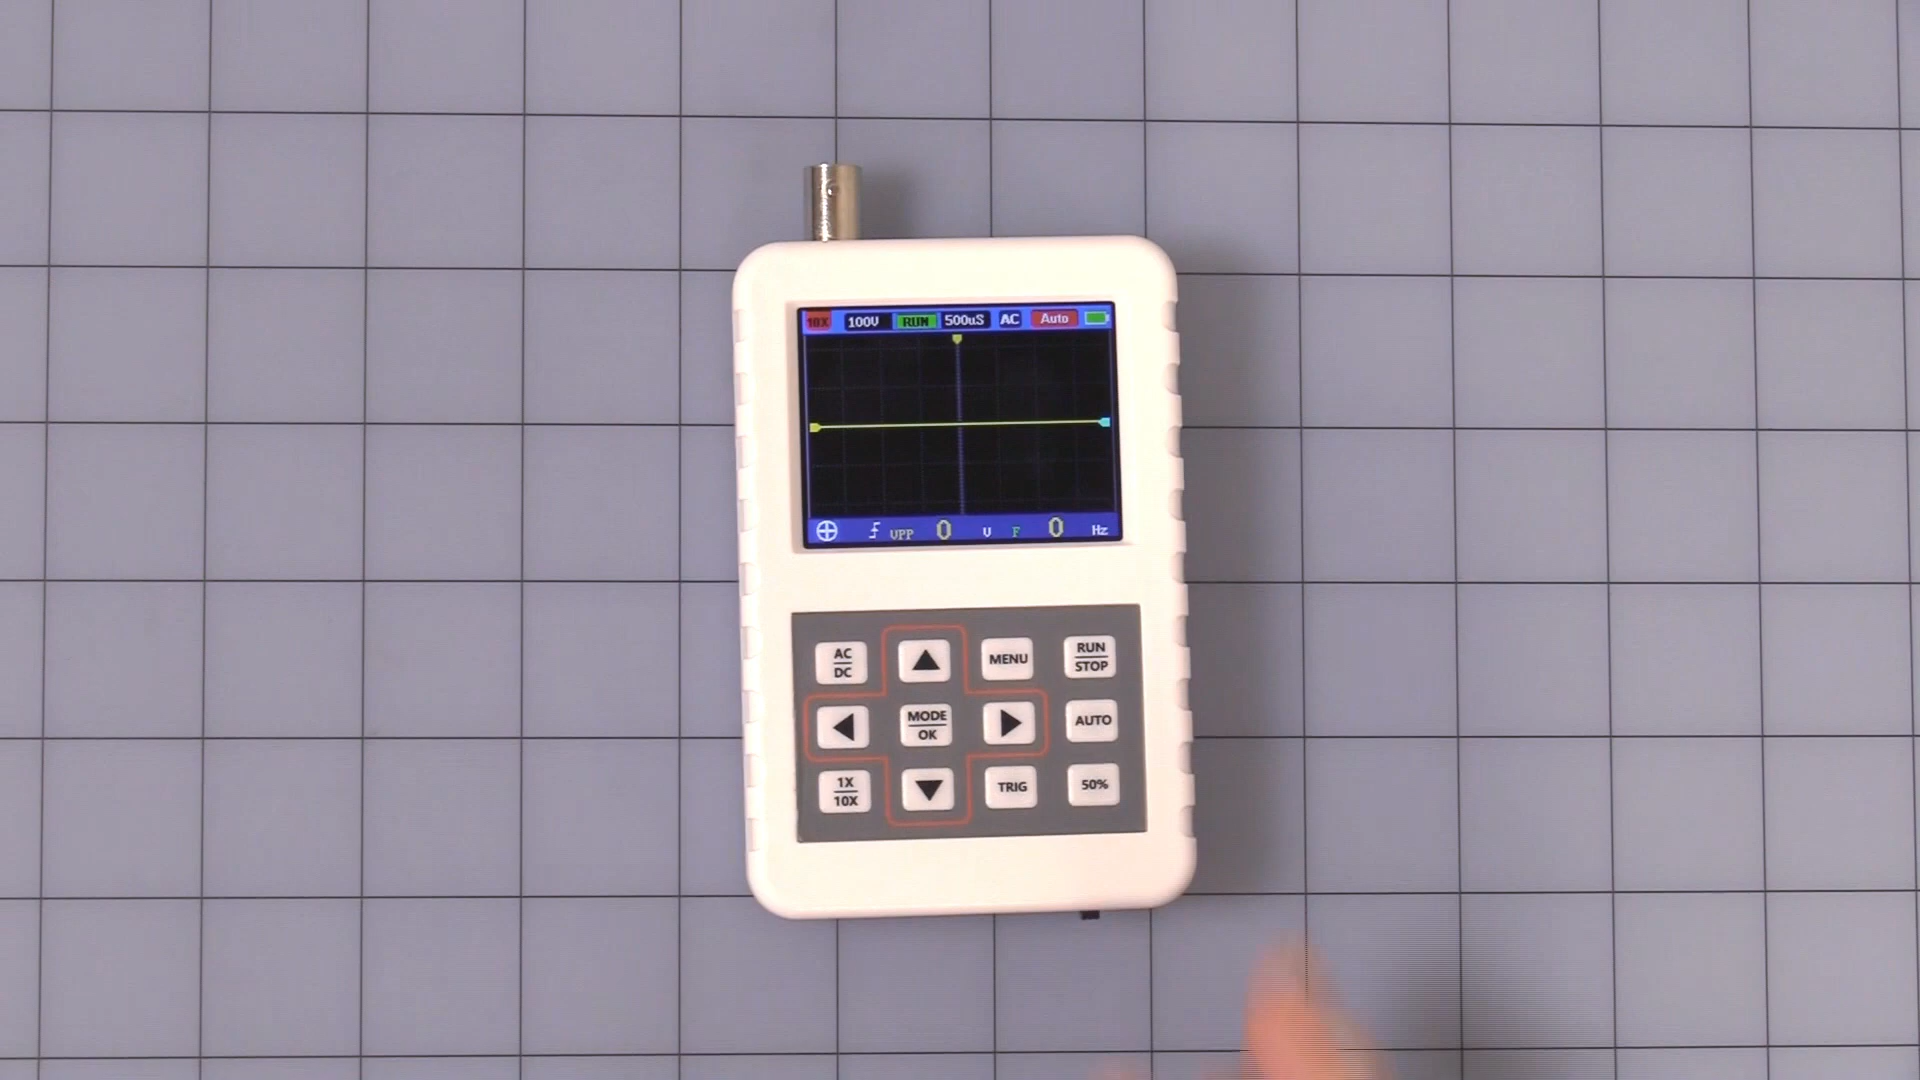 10X 100V RUN 500uS AC Auto
VPP 0 V F 0 Hz
AC
DC
MENU
RUN
STOP
MODE
OK
AUTO
1X
10X
TRIG
50%